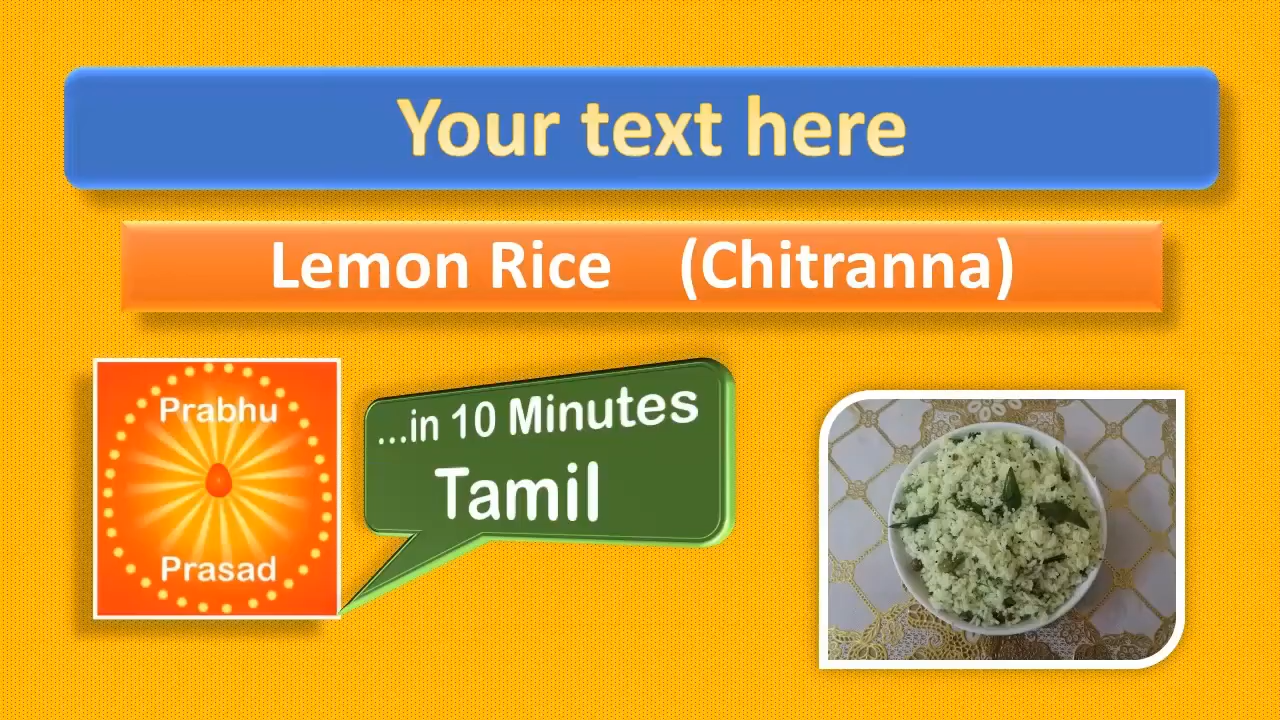 Your text here
Lemon Rice (Chitranna)
Prabhu
Prasad
...in 10 Minutes
Tamil